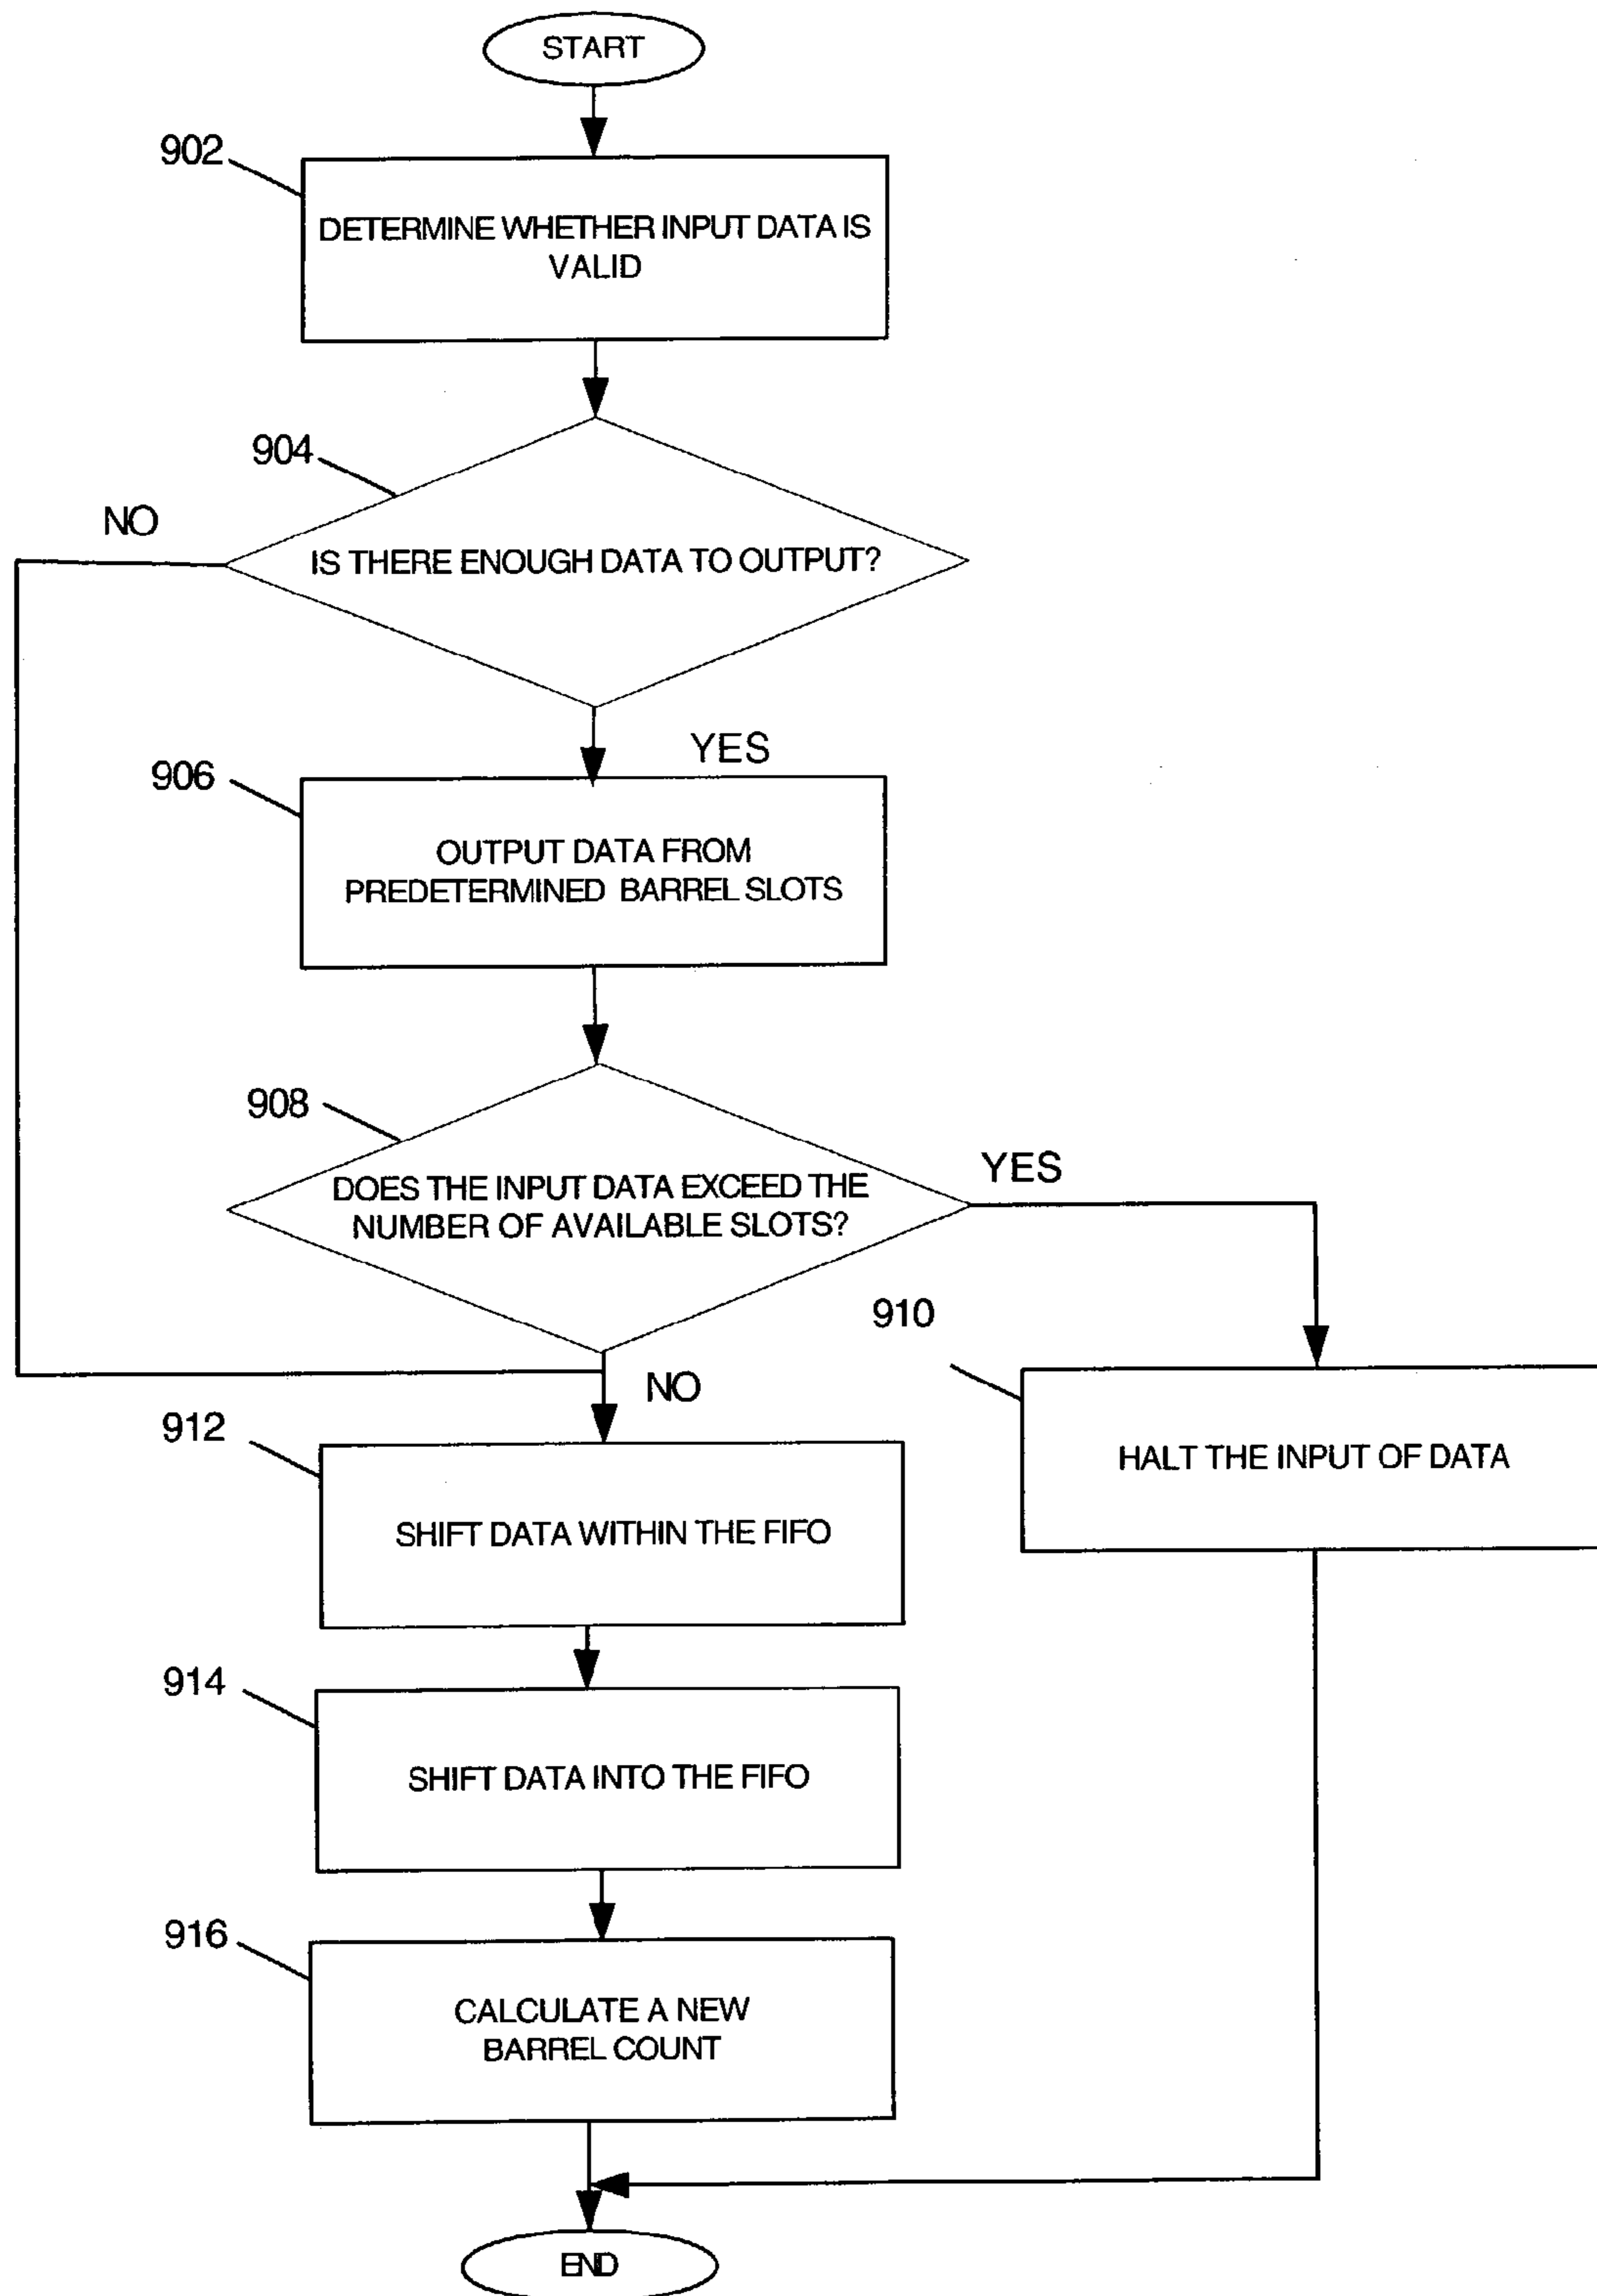 START
902
DETERMINE WHETHER INPUT DATA IS
VALID
904
NO
IS THERE ENOUGH DATA TO OUTPUT?
YES
906
OUTPUT DATA FROM
PREDETERMINED BARREL SLOTS
908
DOES THE INPUT DATA EXCEED THE
NUMBER OF AVAILABLE SLOTS?
YES
910
HALT THE INPUT OF DATA
NO
912
SHIFT DATA WITHIN THE FIFO
914
SHIFT DATA INTO THE FIFO
916
CALCULATE A NEW
BARREL COUNT
END